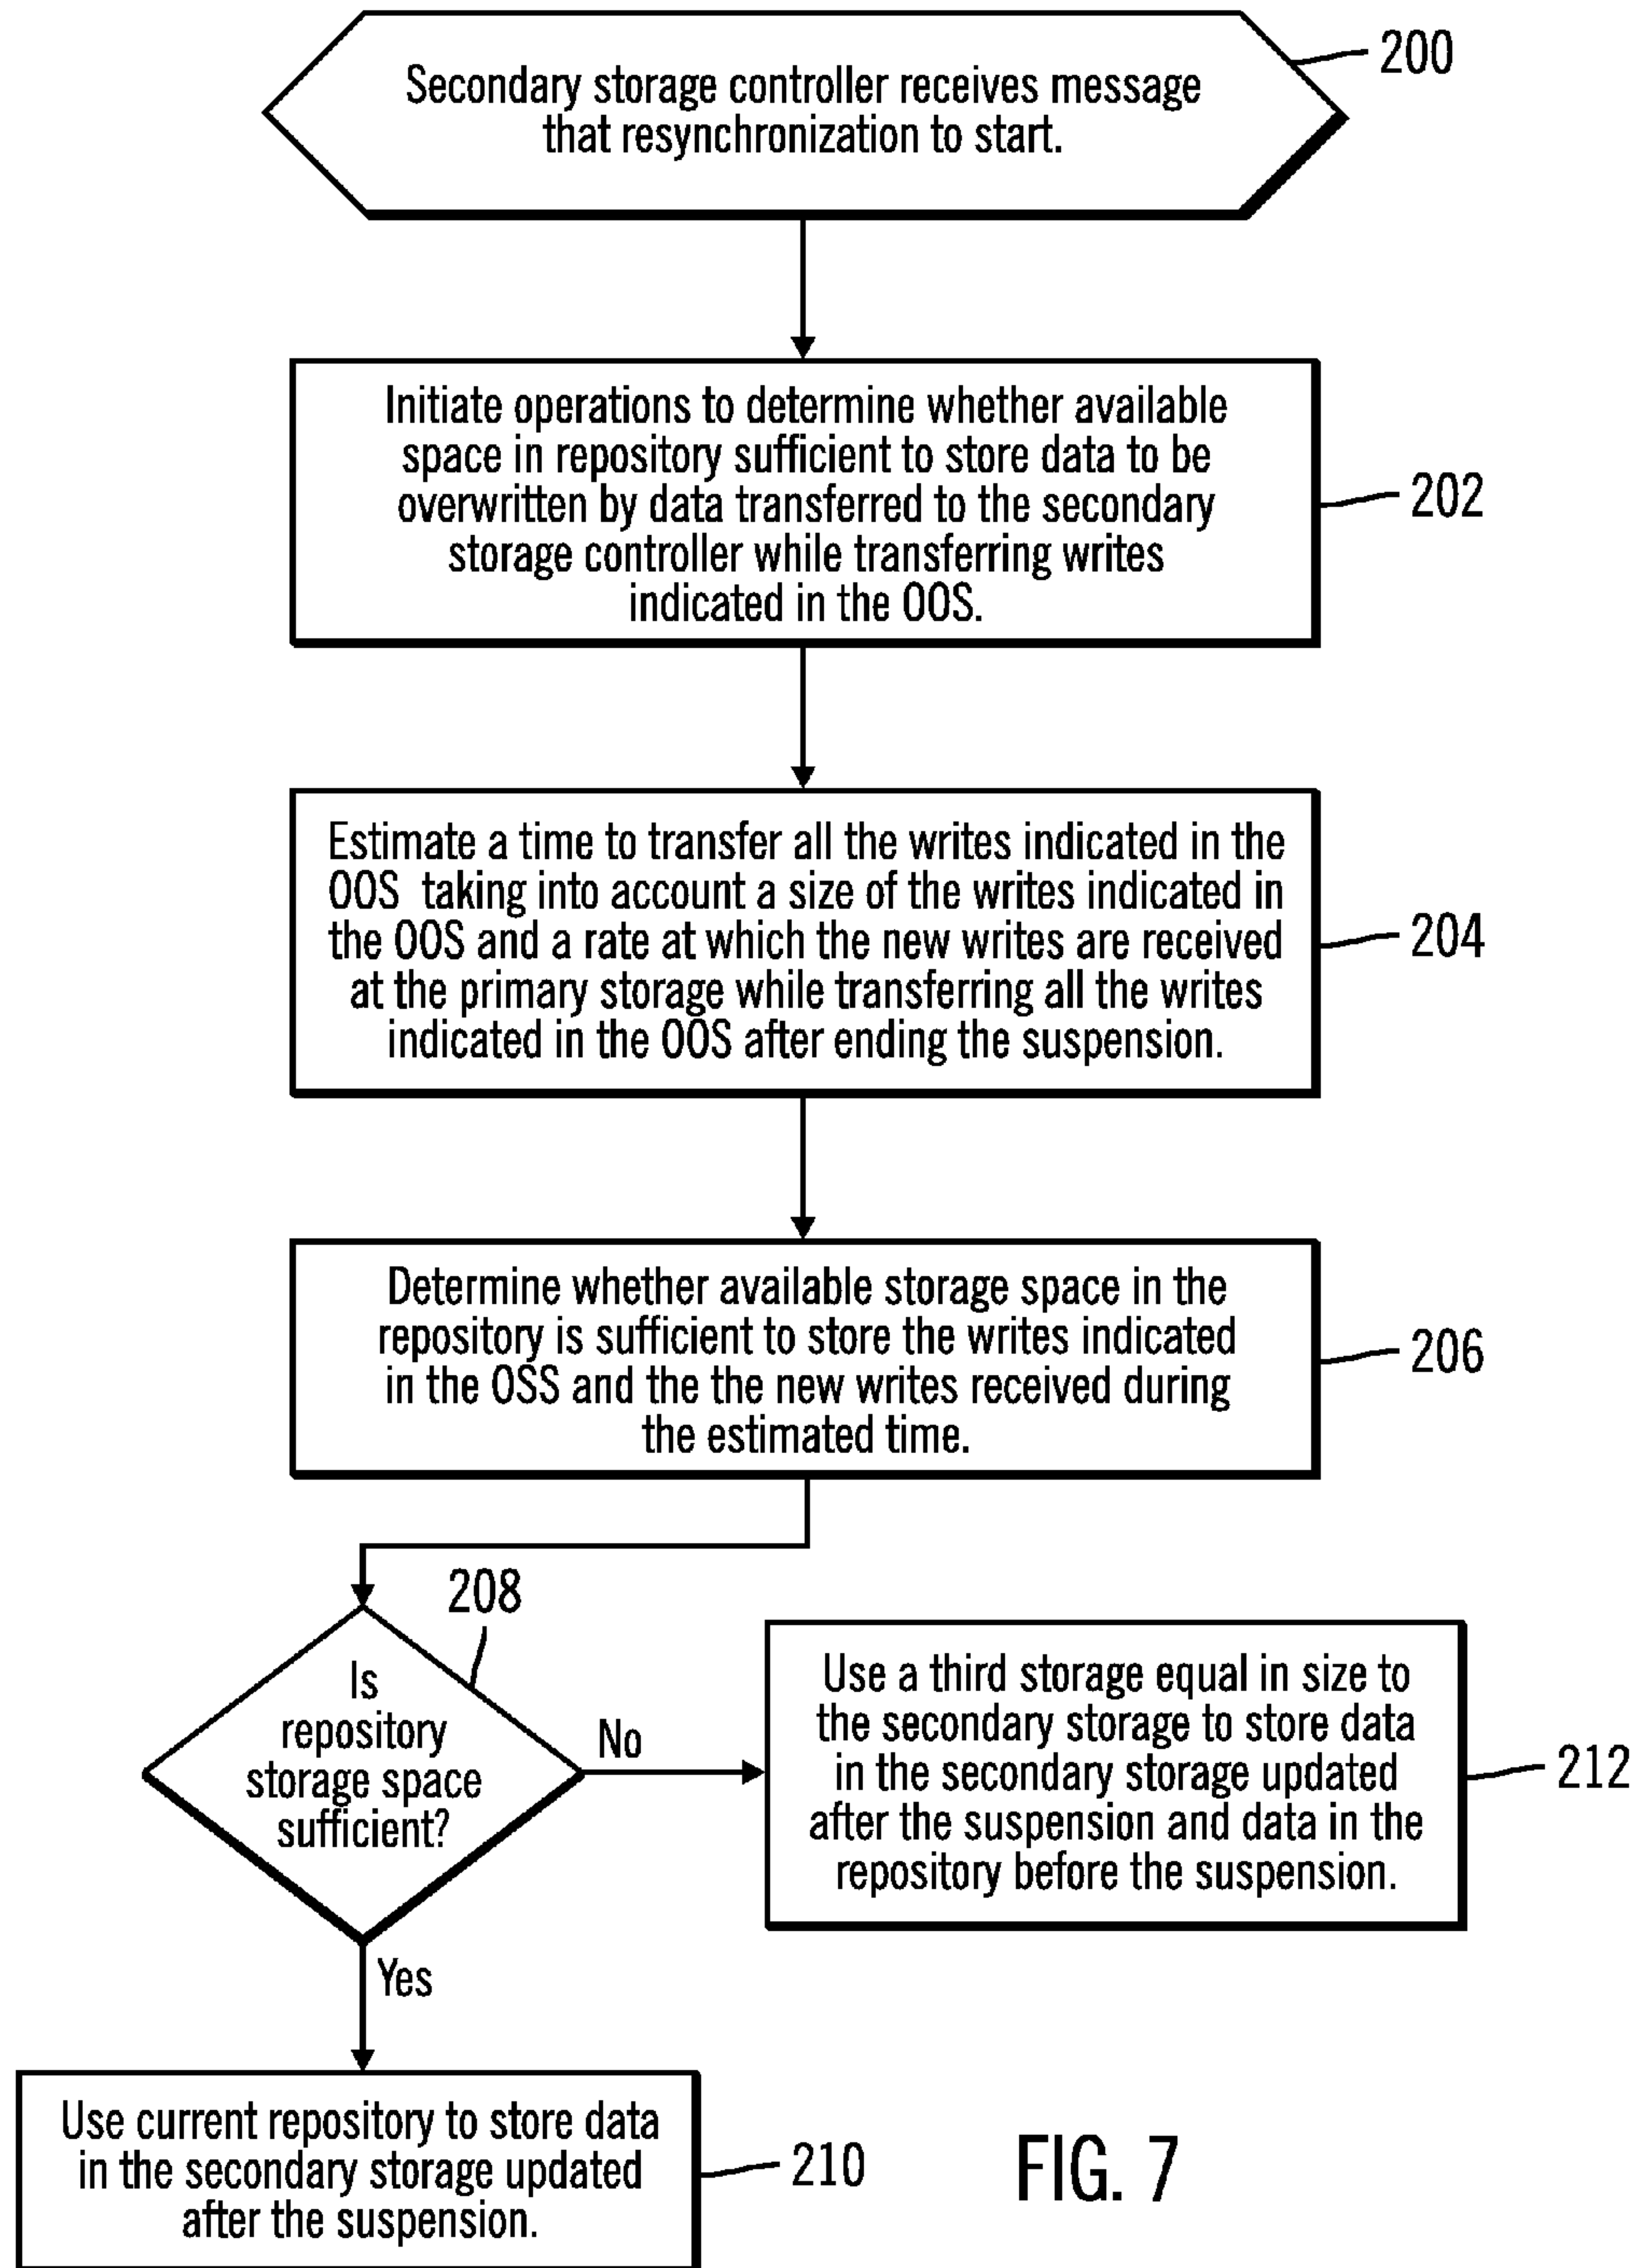 200
Secondary storage controller receives message
that resynchronization to start.
Initiate operations to determine whether available
space in repository sufficient to store data to be
overwritten by data transferred to the secondary
storage controller while transferring writes
indicated in the OOS.
202
Estimate a time to transfer all the writes indicated in the
OOS taking into account a size of the writes indicated in
the OOS and a rate at which the new writes are received
at the primary storage while transferring all the writes
indicated in the OOS after ending the suspension.
204
Determine whether available storage space in the
repository is sufficient to store the writes indicated
in the OSS and the the new writes received during
the estimated time.
206
208
Is
repository
storage space
sufficient?
No
Use a third storage equal in size to
the secondary storage to store data
in the secondary storage updated
after the suspension and data in the
repository before the suspension.
212
Yes
Use current repository to store data
in the secondary storage updated
after the suspension.
210
FIG. 7